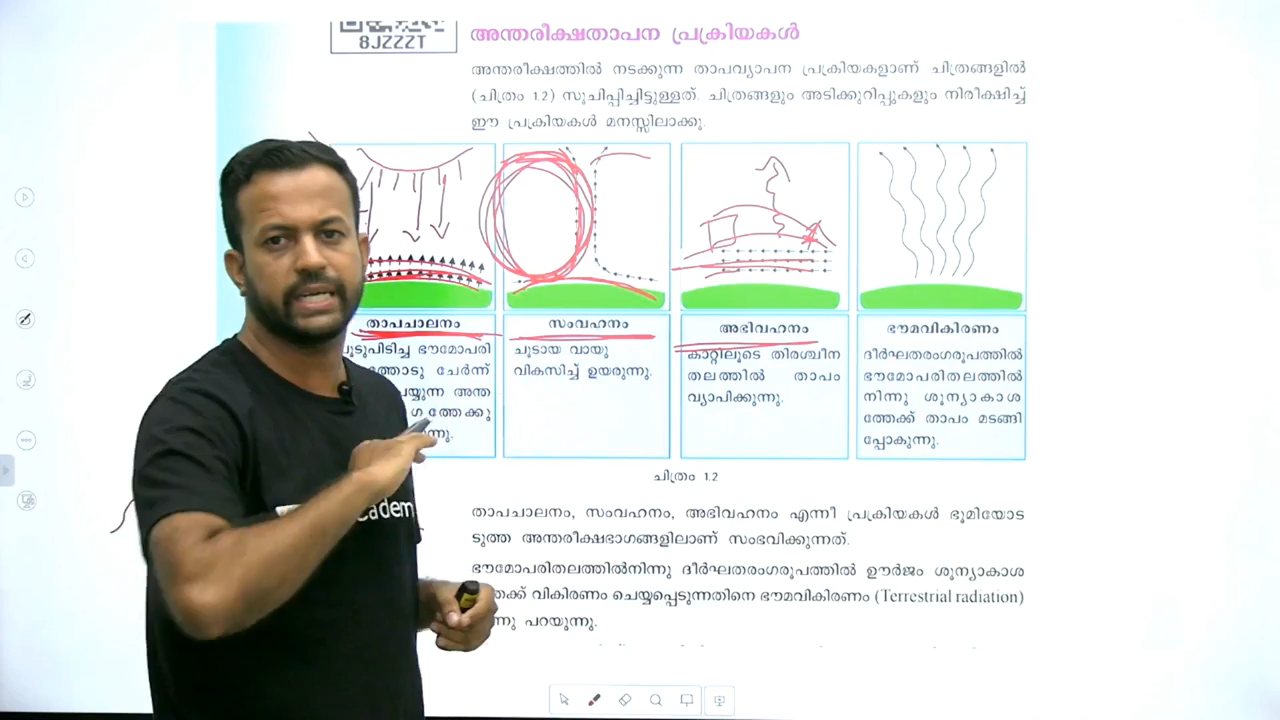 8JZZZT
അന്തരീക്ഷതാപന പ്രക്രിയകൾ
അന്തരീക്ഷത്തിൽ നടക്കുന്ന താപവ്യാപന പ്രക്രിയകളാണ് ചിത്രങ്ങളിൽ
(ചിത്രം 1.2) സൂചിപ്പിച്ചിട്ടുള്ളത്. ചിത്രങ്ങളും അടിക്കുറിപ്പുകളും നിരീക്ഷിച്ച്
ഈ പ്രക്രിയകൾ മനസ്സിലാക്കൂ.
താപചാലനം
ഭൗമോപരി
ത്തോടു ചേർന്ന്
യ്യുന്ന അന്ത
ത്തേക്കു
സംവഹനം
ചൂടായ വായു
വികസിച്ച് ഉയരുന്നു.
അഭിവഹനം
കാറ്റിലൂടെ തിരശ്ചീന
തലത്തിൽ താപം
വ്യാപിക്കുന്നു.
ഭൗമവികിരണം
ദീർഘതരംഗരൂപത്തിൽ
ഭൗമോപരിതലത്തിൽ
നിന്നു ശൂന്യാകാശ
ത്തേക്ക് താപം മടങ്ങി
പ്പോകുന്നു.
ചിത്രം 1.2
താപചാലനം, സംവഹനം, അഭിവഹനം എന്നീ പ്രക്രിയകൾ ഭൂമിയോട
ടുത്ത അന്തരീക്ഷഭാഗങ്ങളിലാണ് സംഭവിക്കുന്നത്.
ഭൗമോപരിതലത്തിൽനിന്നു ദീർഘതരംഗരൂപത്തിൽ ഊർജം ശൂന്യാകാശ
ക്ക് വികിരണം ചെയ്യപ്പെടുന്നതിനെ ഭൗമവികിരണം (Terrestrial radiation)
ന്നു പറയുന്നു.
cadem